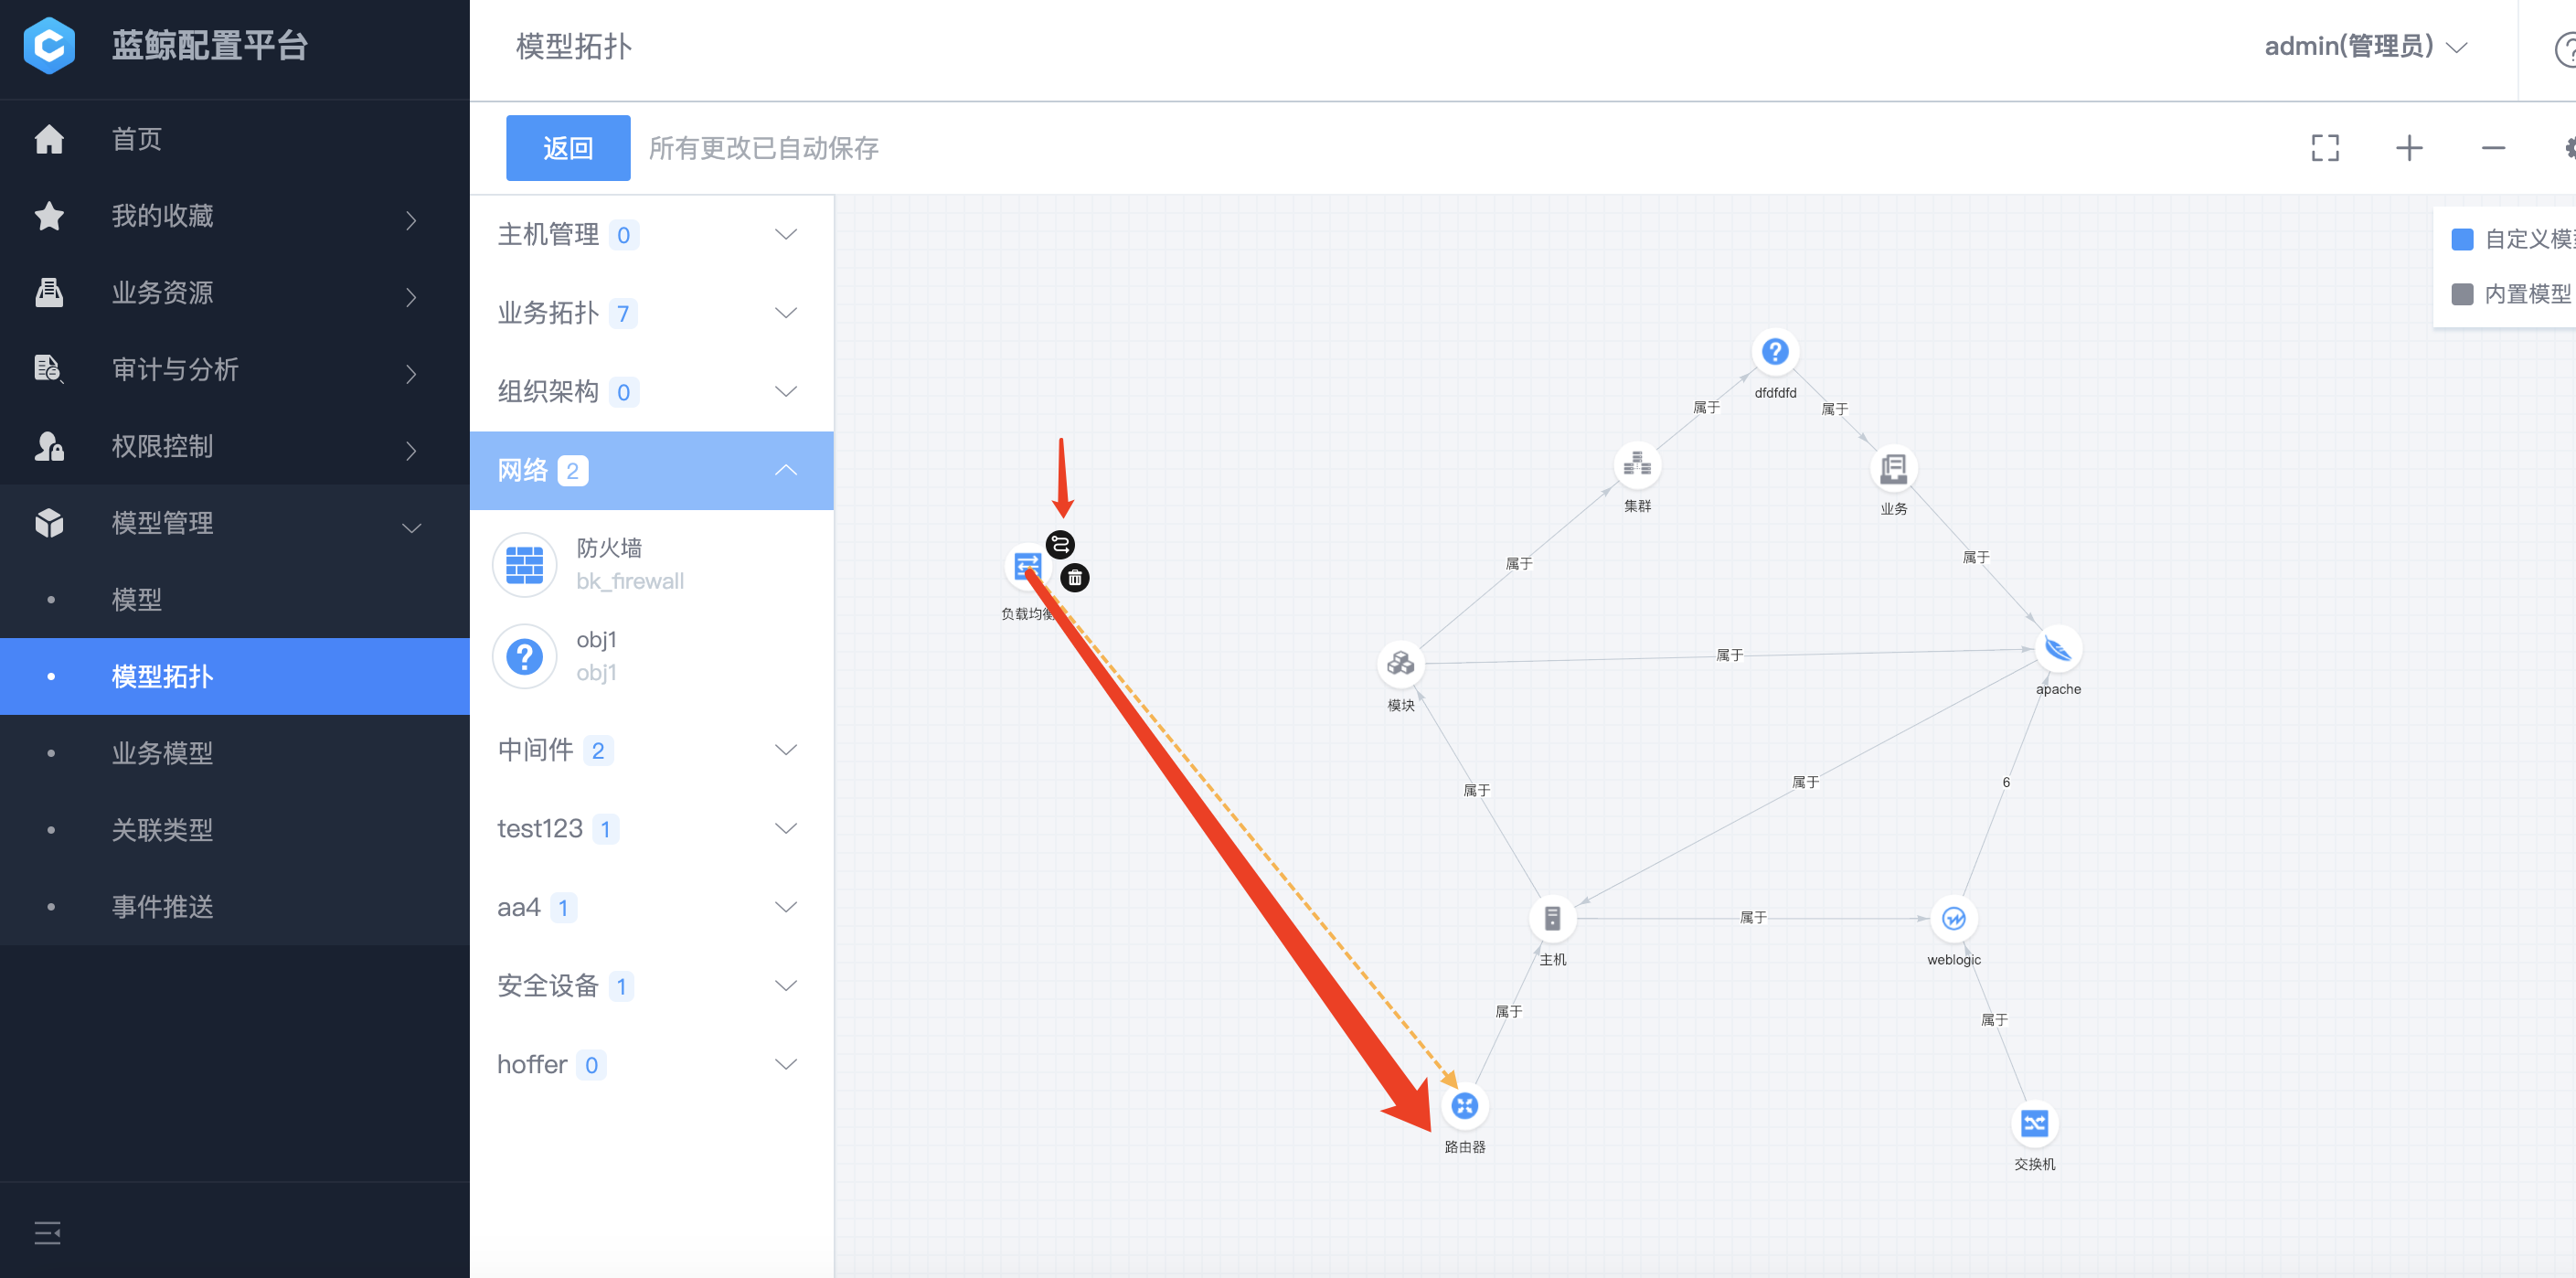 蓝鲸配置平台
模型拓扑
admin(管理员)
首页
我的收藏
业务资源
审计与分析
权限控制
模型管理
模型
模型拓扑
业务模型
关联类型
事件推送
返回
所有更改已自动保存
主机管理 0
业务拓扑 7
组织架构 0
网络 2
防火墙
bk_firewall
obj1
obj1
中间件 2
test123 1
aa4 1
安全设备 1
hoffer 0
自定义模
内置模型
dfdfdfd
属于
属于
集群
业务
属于
属于
负载均衡
属于
模块
apache
属于
属于
6
属于
主机
weblogic
属于
属于
路由器
交换机